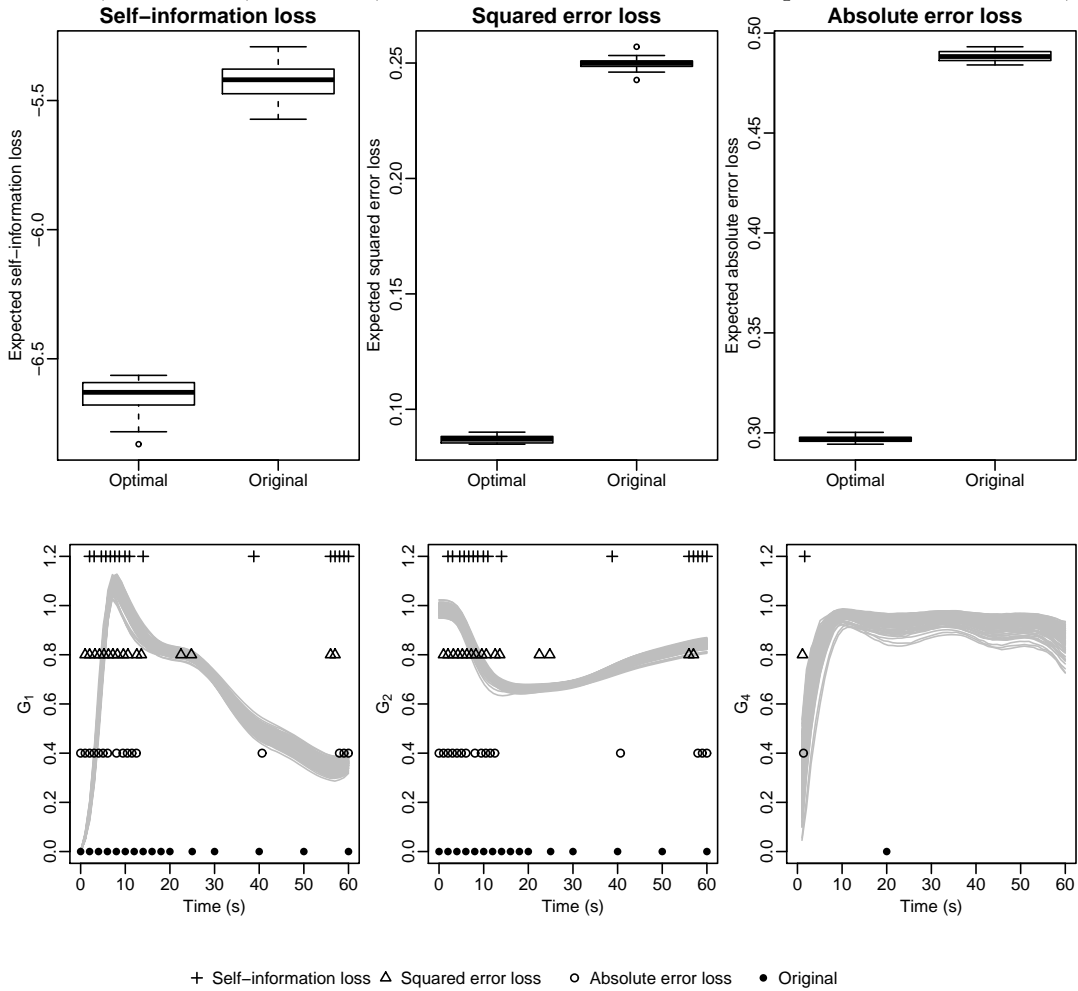 Self−information loss
Squared error loss
Absolute error loss
Expected self−information loss
−5.5
−6.0
−6.5
Optimal
Original
Expected squared error loss
0.25
0.20
0.15
0.10
Optimal
Original
Expected absolute error loss
0.50
0.45
0.40
0.35
0.30
Optimal
Original
G1
1.2
1.0
0.8
0.6
0.4
0.2
0.0
0 10 20 30 40 50 60
Time (s)
G2
1.2
1.0
0.8
0.6
0.4
0.2
0.0
0 10 20 30 40 50 60
Time (s)
G4
1.2
1.0
0.8
0.6
0.4
0.2
0.0
0 10 20 30 40 50 60
Time (s)
Self−information loss Squared error loss Absolute error loss Original